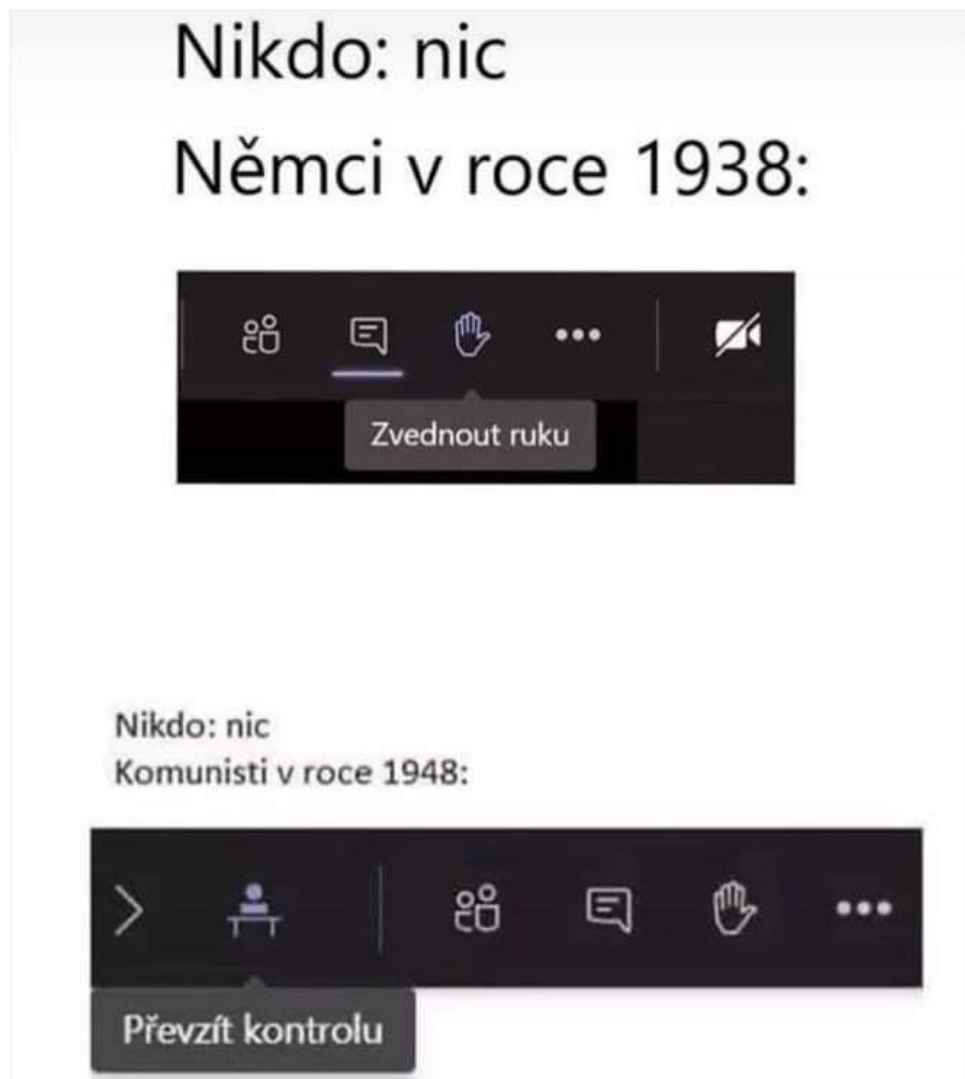 Nikdo: nic
Němci v roce 1938:
Zvednout ruku
Nikdo: nic
Komunisti v roce 1948:
Převzít kontrolu